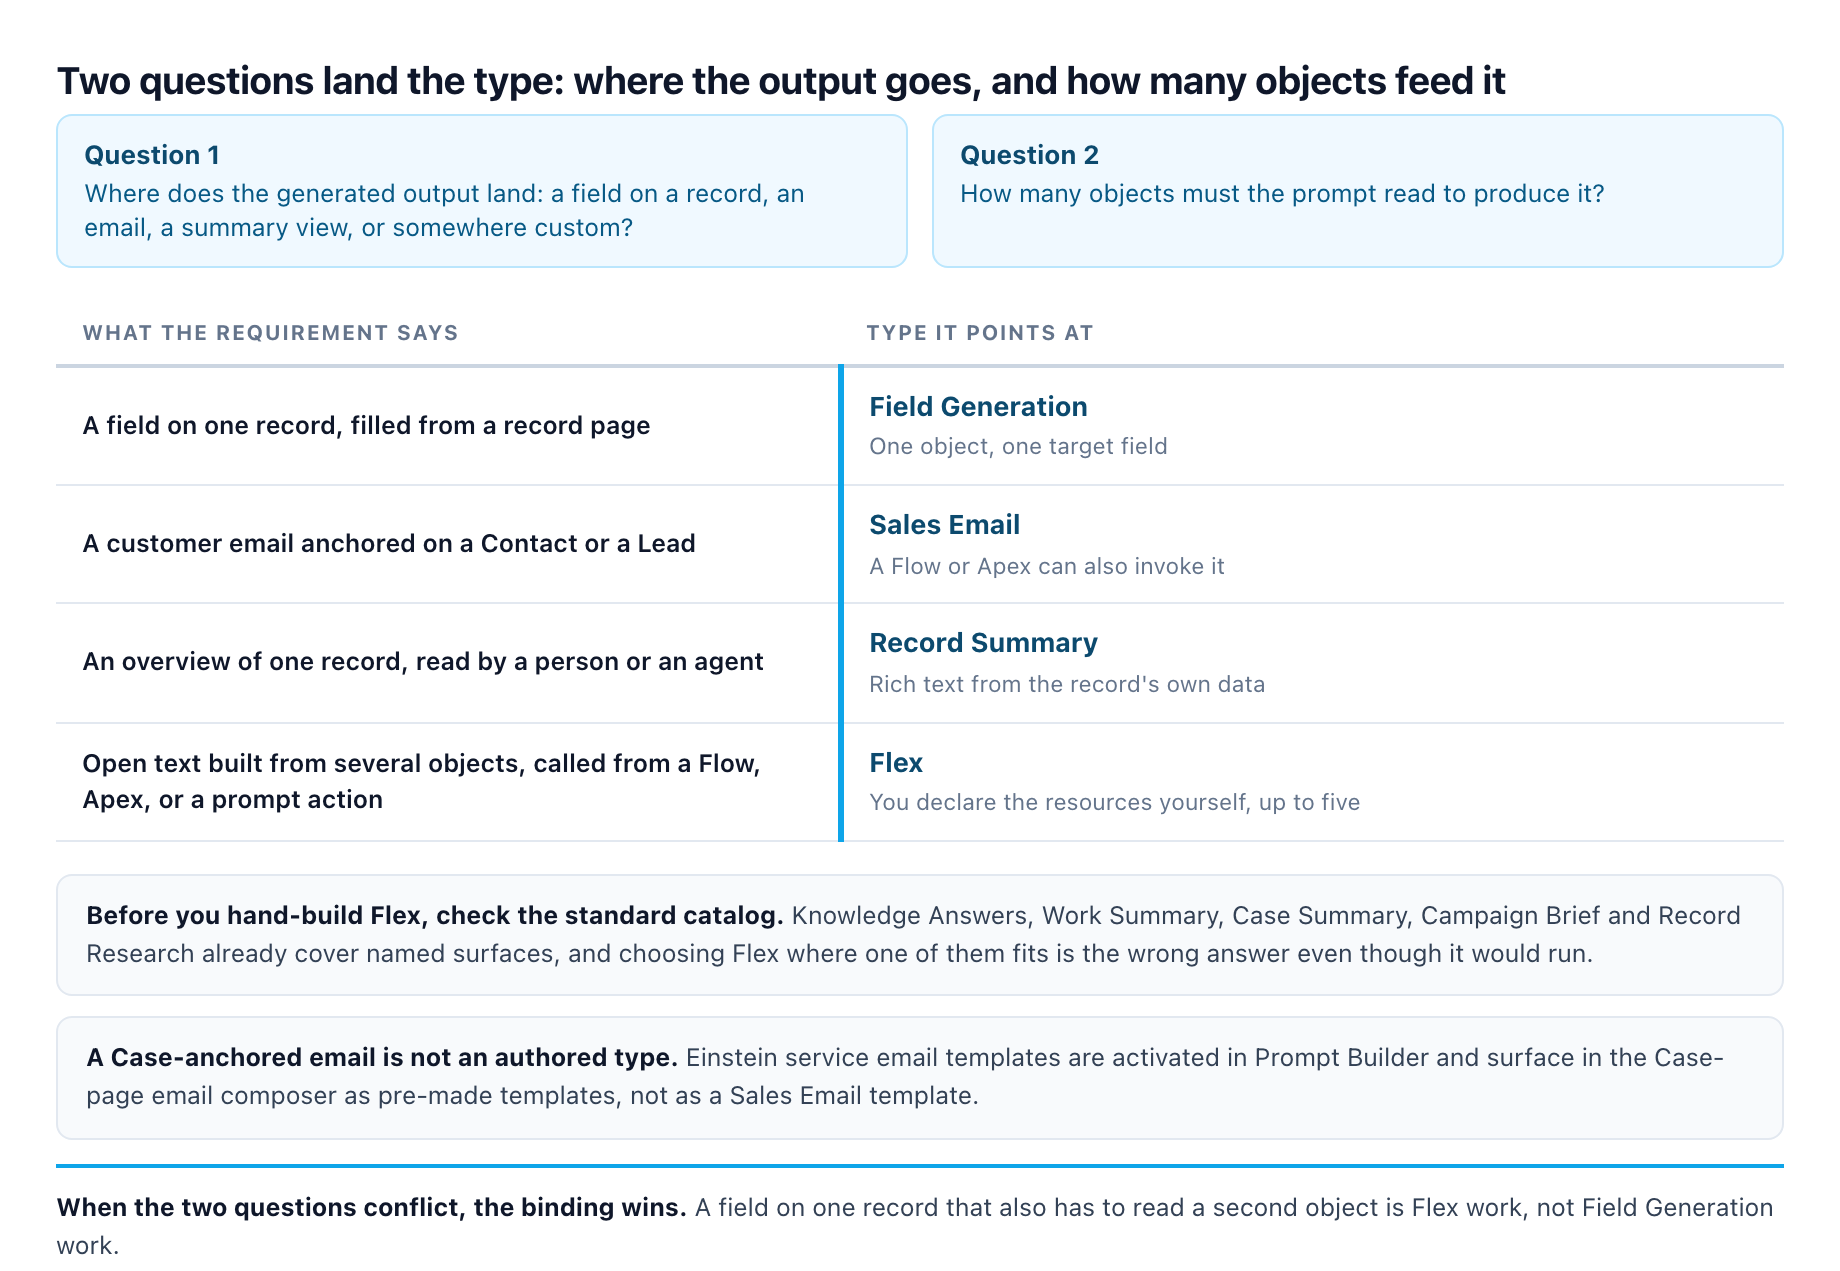 Two questions land the type: where the output goes, and how many objects feed it
Question 1
Where does the generated output land: a field on a record, an
email, a summary view, or somewhere custom?
Question 2
How many objects must the prompt read to produce it?
WHAT THE REQUIREMENT SAYS
TYPE IT POINTS AT
A field on one record, filled from a record page
Field Generation
One object, one target field
A customer email anchored on a Contact or a Lead
Sales Email
A Flow or Apex can also invoke it
An overview of one record, read by a person or an agent
Record Summary
Rich text from the record's own data
Open text built from several objects, called from a Flow,
Apex, or a prompt action
Flex
You declare the resources yourself, up to five
Before you hand-build Flex, check the standard catalog. Knowledge Answers, Work Summary, Case Summary, Campaign Brief and Record
Research already cover named surfaces, and choosing Flex where one of them fits is the wrong answer even though it would run.
A Case-anchored email is not an authored type. Einstein service email templates are activated in Prompt Builder and surface in the Case-
page email composer as pre-made templates, not as a Sales Email template.
When the two questions conflict, the binding wins. A field on one record that also has to read a second object is Flex work, not Field Generation
work.